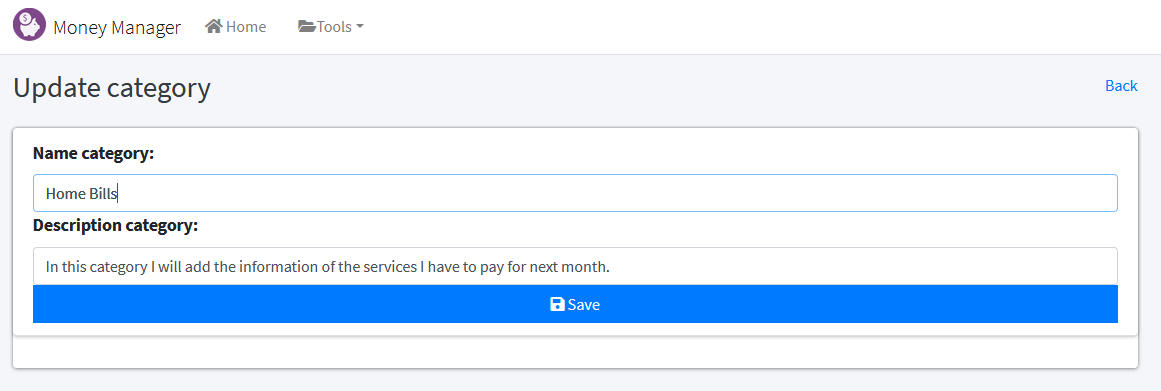 Money Manager Home Tools
Update category Back
Name category:
Home Bills
Description category:
In this category I will add the information of the services I have to pay for next month.
Save